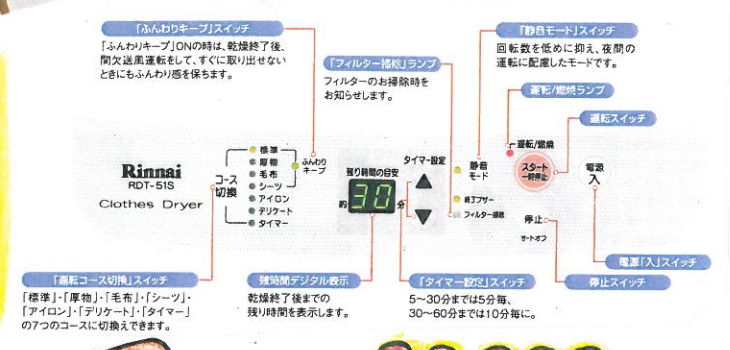 「ふんわりキープ」スイッチ
「ふんわりキープ」ONの時は、乾燥終了後、
間欠送風運転をして、すぐに取り出せない
ときにもふんわり感を保ちます。
「フィルター掃除」ランプ
フィルターのお掃除時を
お知らせします。
「静音モード」スイッチ
回転数を低めに抑え、夜間の
運転に配慮したモードです。
運転/燃焼ランプ
運転スイッチ
Rinnai
RDT-51S
Clothes Dryer
コース
切換
標準
厚物
毛布
シーツ
アイロン
デリケート
タイマー
ふんわり
キープ
残り時間の目安
約30分
タイマー設定
静音
モード
終了ブザー
フィルター掃除
運転/燃焼
スタート
一時停止
停止
オートオフ
電源
入
「運転コース切換」スイッチ
「標準」・「厚物」・「毛布」・「シーツ」・
「アイロン」・「デリケート」・「タイマー」
の7つのコースに切換えできます。
残時間デジタル表示
乾燥終了後までの
残り時間を表示します。
「タイマー設定」スイッチ
5〜30分までは5分毎、
30〜60分までは10分毎に。
電源「入」スイッチ
停止スイッチ